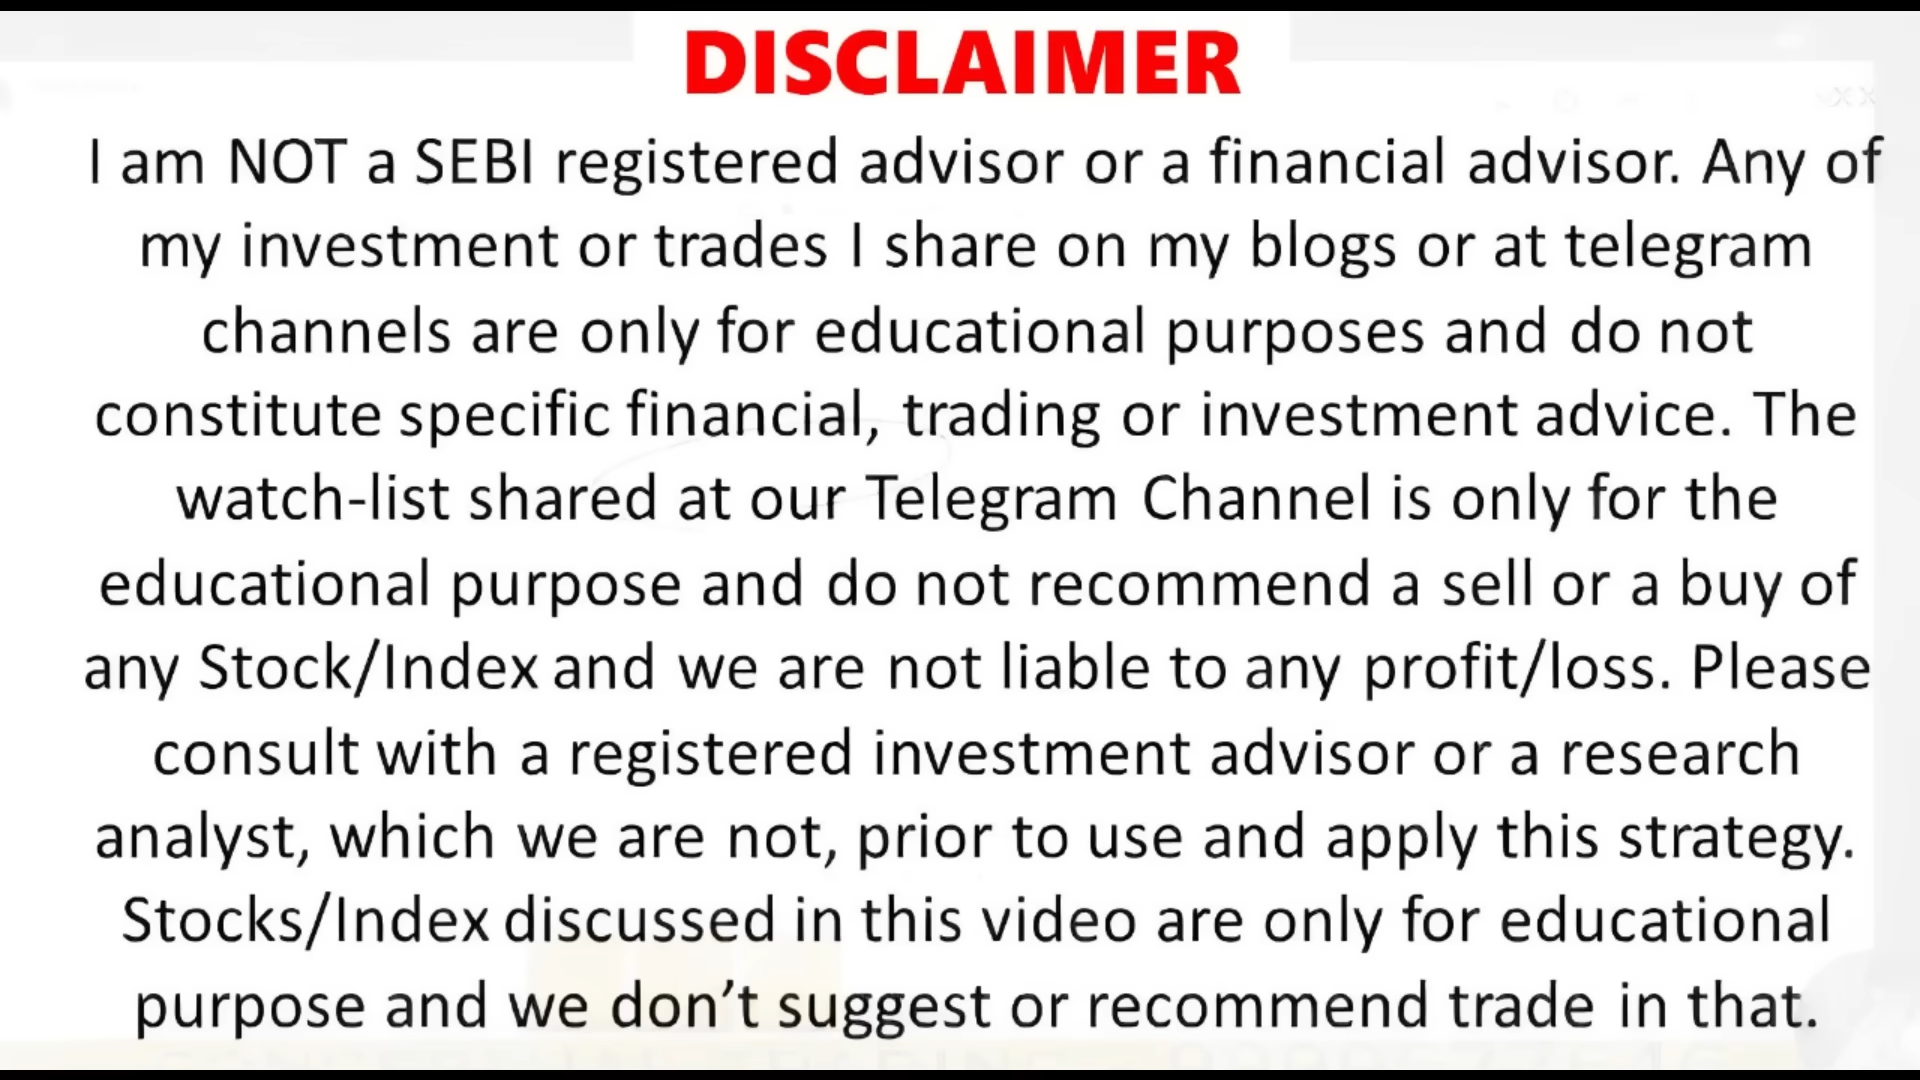 DISCLAIMER
I am NOT a SEBI registered advisor or a financial advisor. Any of
my investment or trades I share on my blogs or at telegram
channels are only for educational purposes and do not
constitute specific financial, trading or investment advice. The
watch-list shared at our Telegram Channel is only for the
educational purpose and do not recommend a sell or a buy of
any Stock/Index and we are not liable to any profit/loss. Please
consult with a registered investment advisor or a research
analyst, which we are not, prior to use and apply this strategy.
Stocks/Index discussed in this video are only for educational
purpose and we don’t suggest or recommend trade in that.